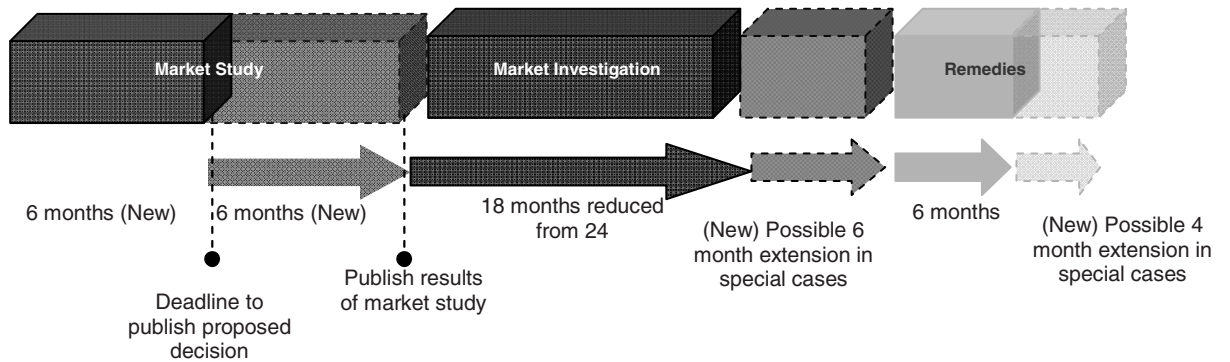 Market Study
Market Investigation
Remedies
6 months (New)
6 months (New)
18 months reduced
from 24
(New) Possible 6
month extension in
special cases
6 months
(New) Possible 4
month extension in
special cases
Deadline to
publish proposed
decision
Publish results
of market study